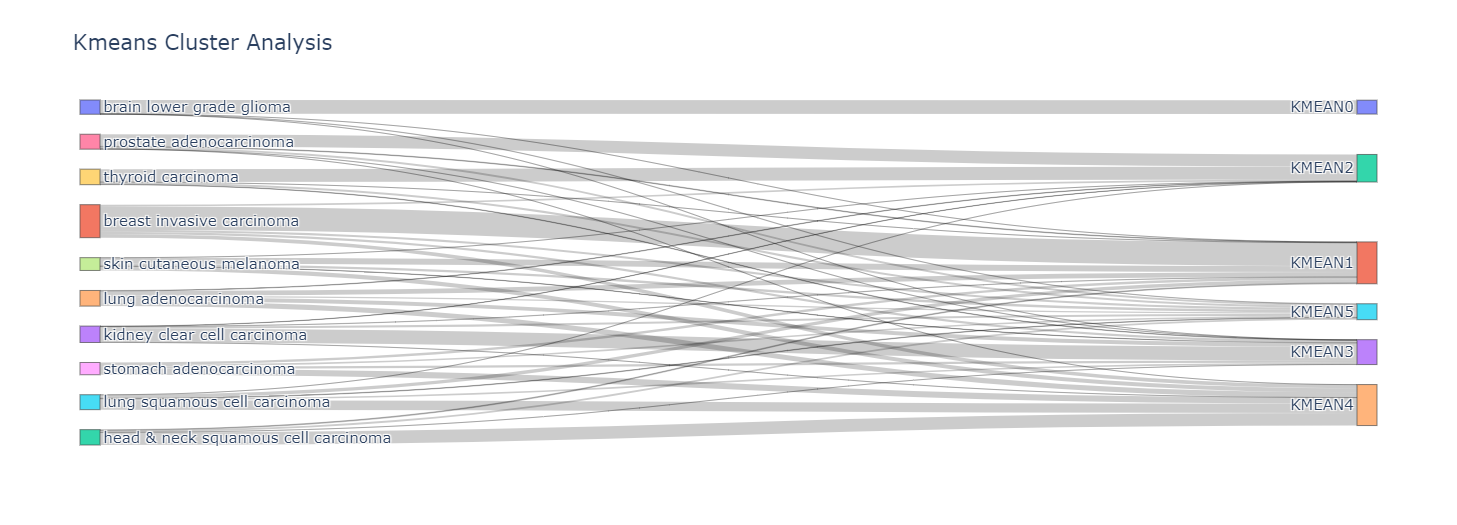 Kmeans Cluster Analysis
brain lower grade glioma
prostate adenocarcinoma
thyroid carcinoma
breast invasive carcinoma
skin cutaneous melanoma
lung adenocarcinoma
kidney clear cell carcinoma
stomach adenocarcinoma
lung squamous cell carcinoma
head & neck squamous cell carcinoma
KMEAN0
KMEAN2
KMEAN1
KMEAN5
KMEAN3
KMEAN4